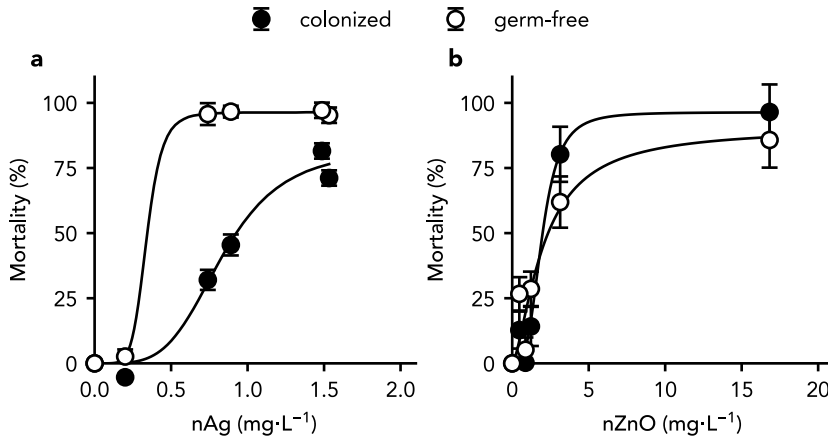 colonized germ-free
a b
100 100
75 75
50 50
25 25
0 0
Mortality (%) Mortality (%)
0.0 0.5 1.0 1.5 2.0 0 5 10 15 20
nAg (mg·L⁻¹) nZnO (mg·L⁻¹)